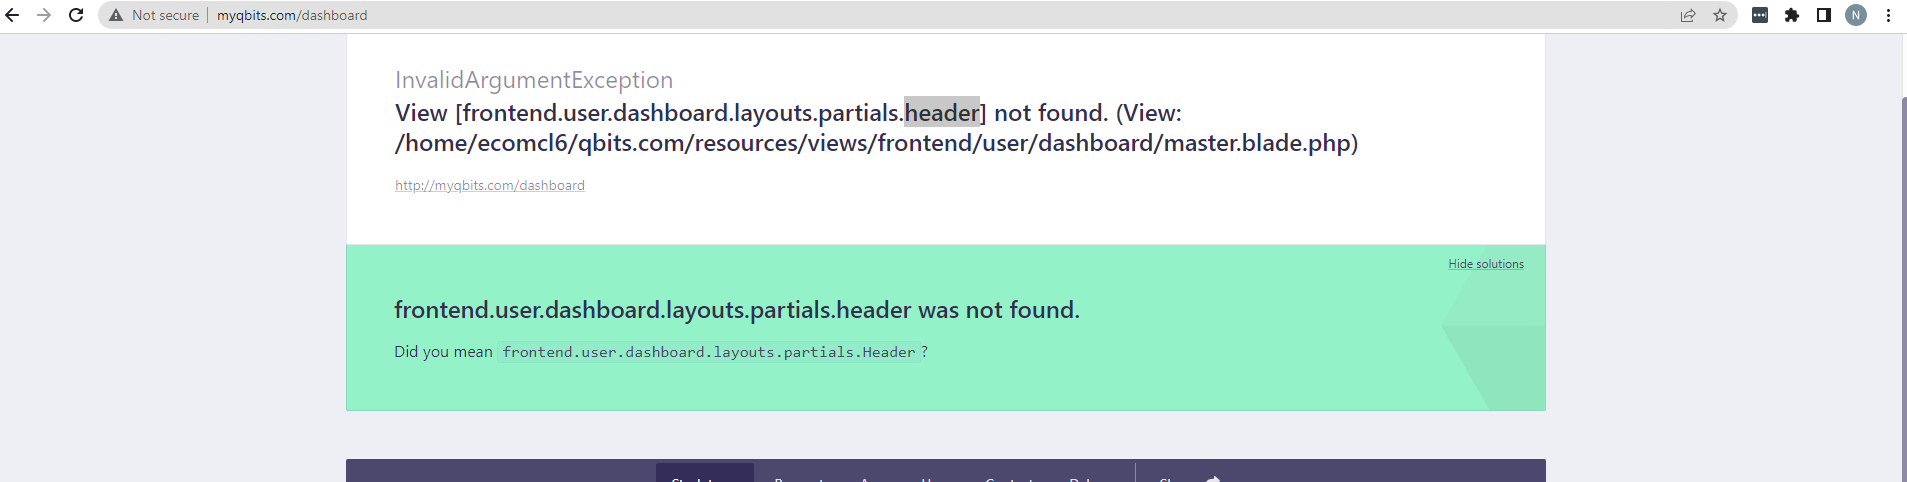 Not secure | myqbits.com/dashboard
N
InvalidArgumentException
View [frontend.user.dashboard.layouts.partials.header] not found. (View:
/home/ecomcl6/qbits.com/resources/views/frontend/user/dashboard/master.blade.php)
http://myqbits.com/dashboard
Hide solutions
frontend.user.dashboard.layouts.partials.header was not found.
Did you mean frontend.user.dashboard.layouts.partials.Header?